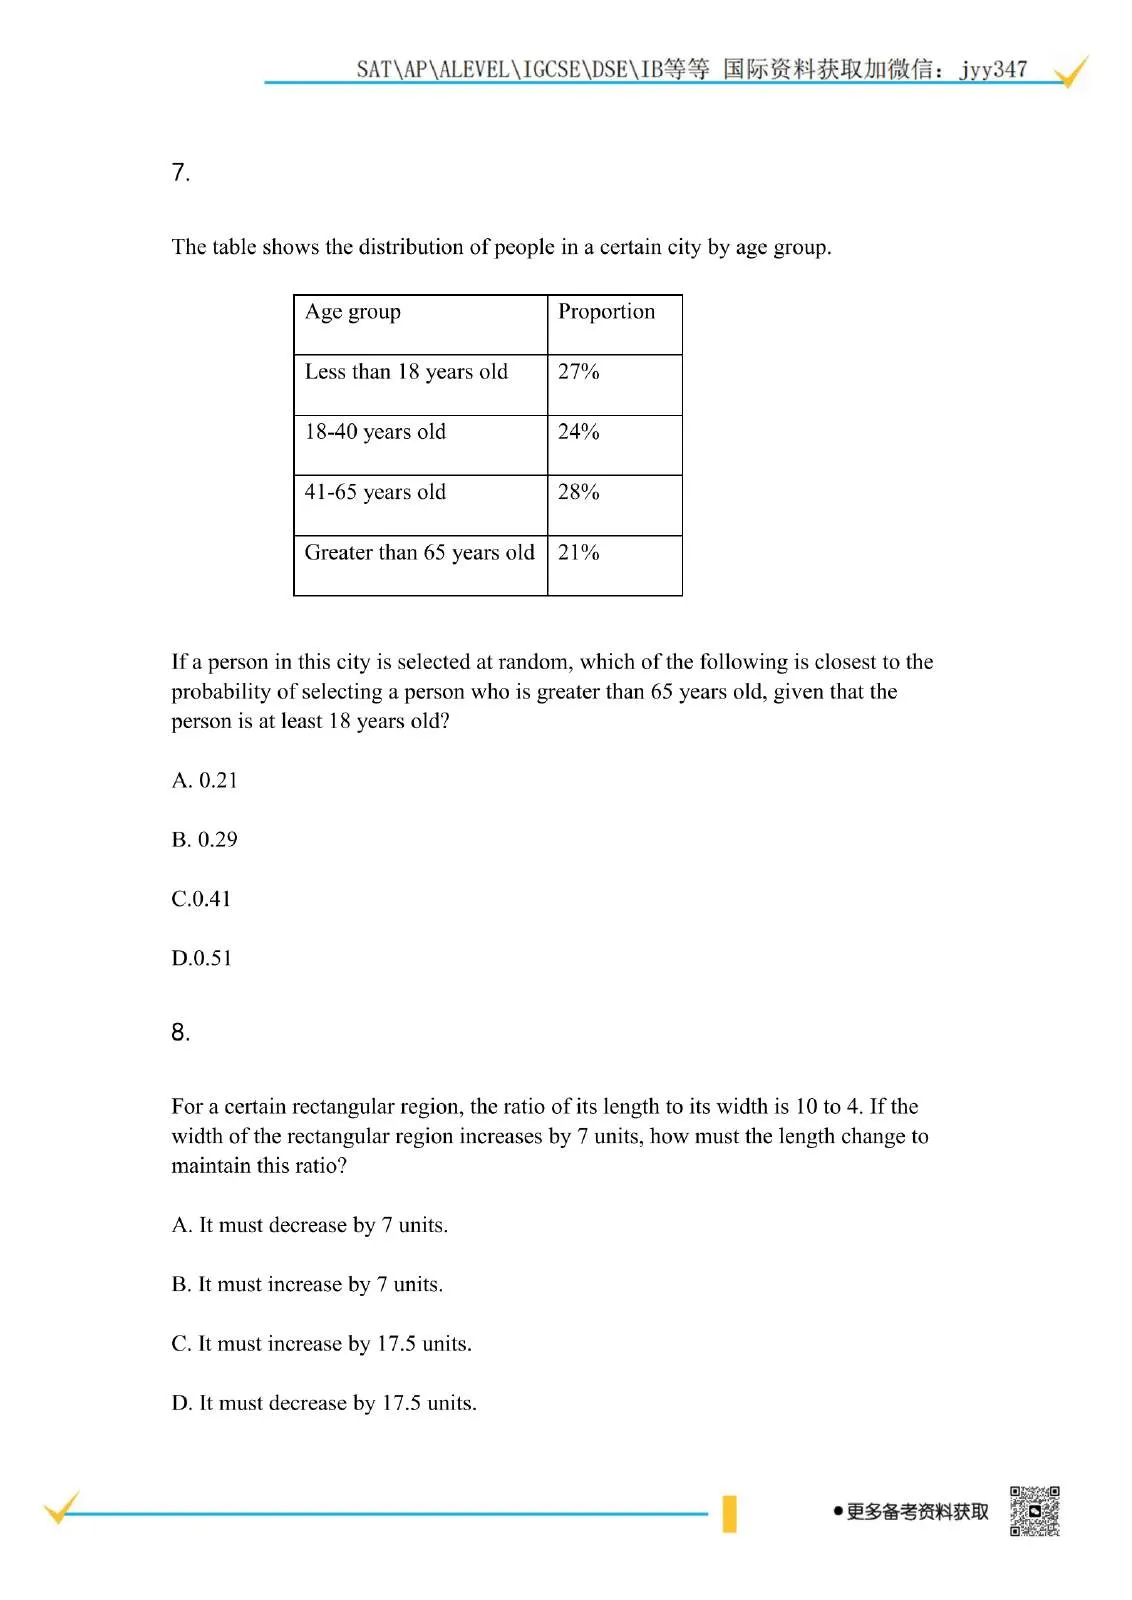 SAT\AP\ALEVEL\IGCSE\DSE\IB等等 国际资料获取加微信：jyy347
7.
The table shows the distribution of people in a certain city by age group.
Age group Proportion
Less than 18 years old 27%
18-40 years old 24%
41-65 years old 28%
Greater than 65 years old 21%
If a person in this city is selected at random, which of the following is closest to the
probability of selecting a person who is greater than 65 years old, given that the
person is at least 18 years old?
A. 0.21
B. 0.29
C.0.41
D.0.51
8.
For a certain rectangular region, the ratio of its length to its width is 10 to 4. If the
width of the rectangular region increases by 7 units, how must the length change to
maintain this ratio?
A. It must decrease by 7 units.
B. It must increase by 7 units.
C. It must increase by 17.5 units.
D. It must decrease by 17.5 units.
●更多备考资料获取